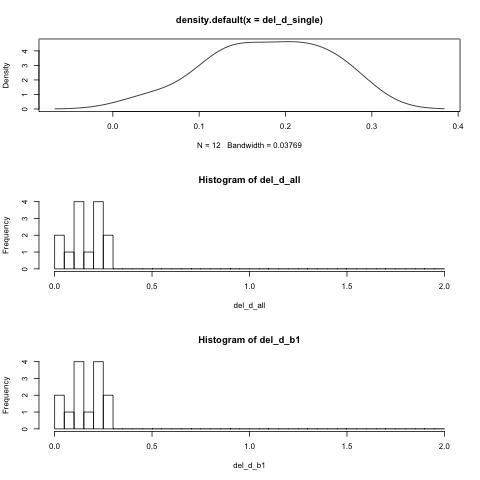 density.default(x = del_d_single)
Density
0 1 2 3 4
0.0 0.1 0.2 0.3 0.4
N = 12 Bandwidth = 0.03769
Histogram of del_d_all
Frequency
0 1 2 3 4
0.0 0.5 1.0 1.5 2.0
del_d_all
Histogram of del_d_b1
Frequency
0 1 2 3 4
0.0 0.5 1.0 1.5 2.0
del_d_b1